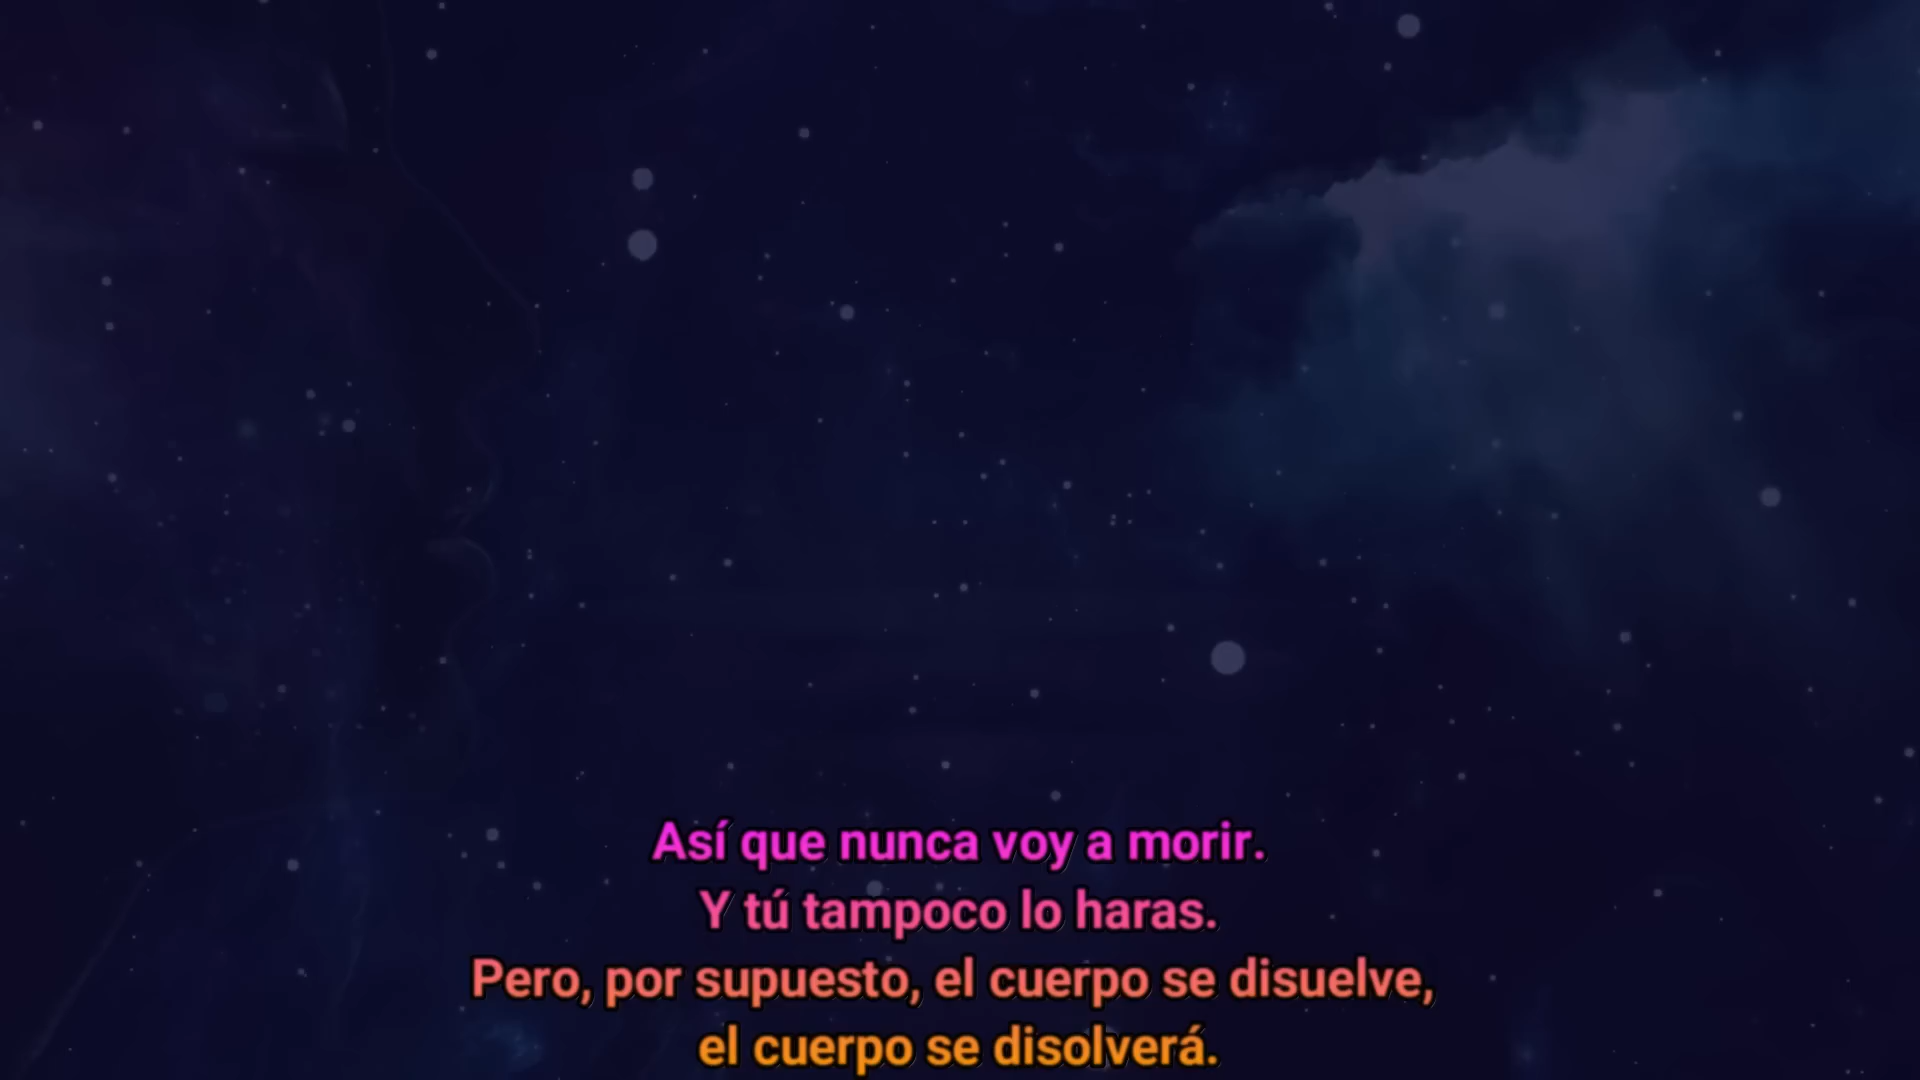 Así que nunca voy a morir.
Y tú tampoco lo haras.
Pero, por supuesto, el cuerpo se disuelve,
el cuerpo se disolverá.